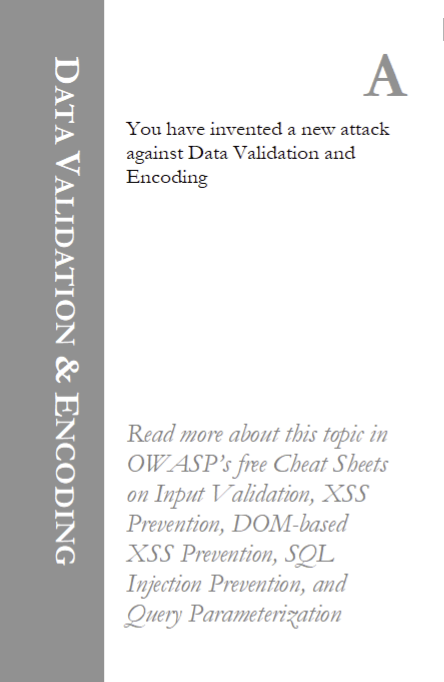 DATA VALIDATION & ENCODING
A
You have invented a new attack
against Data Validation and
Encoding
Read more about this topic in
OWASP's free Cheat Sheets
on Input Validation, XSS
Prevention, DOM-based
XSS Prevention, SQL
Injection Prevention, and
Query Parameterization